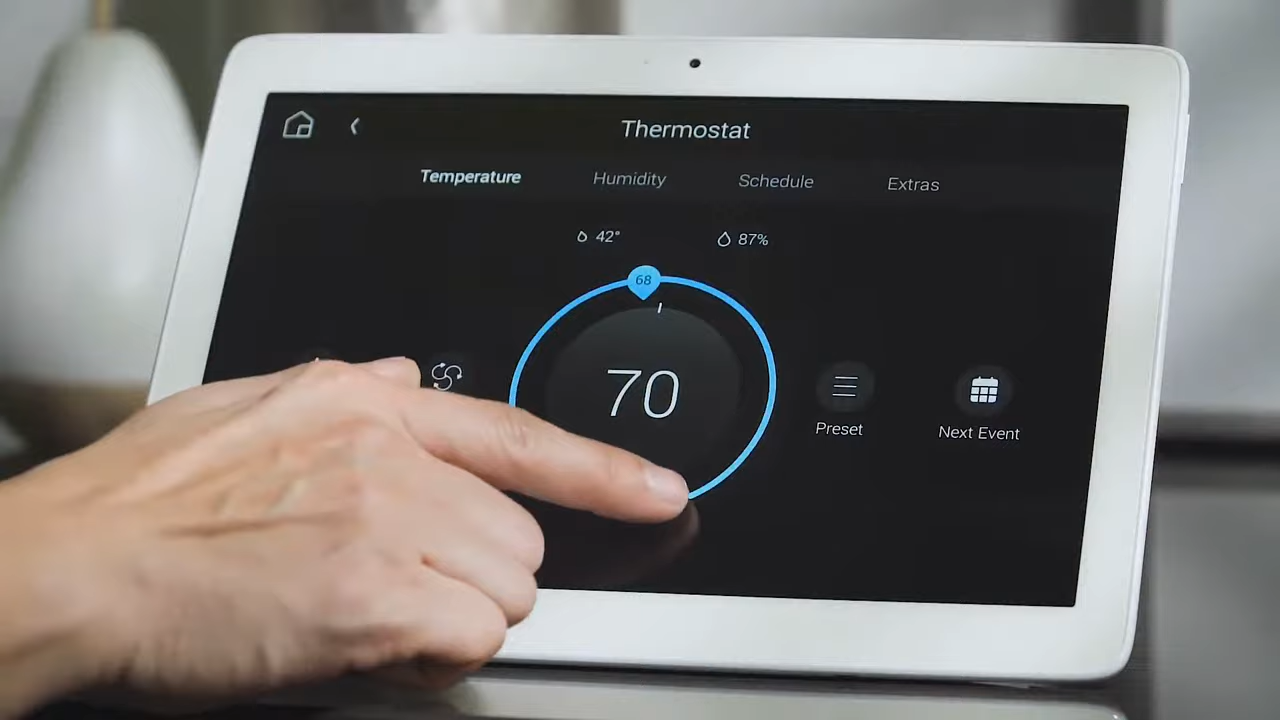 Thermostat
Temperature Humidity Schedule Extras
42° 87%
68
70
Preset Next Event